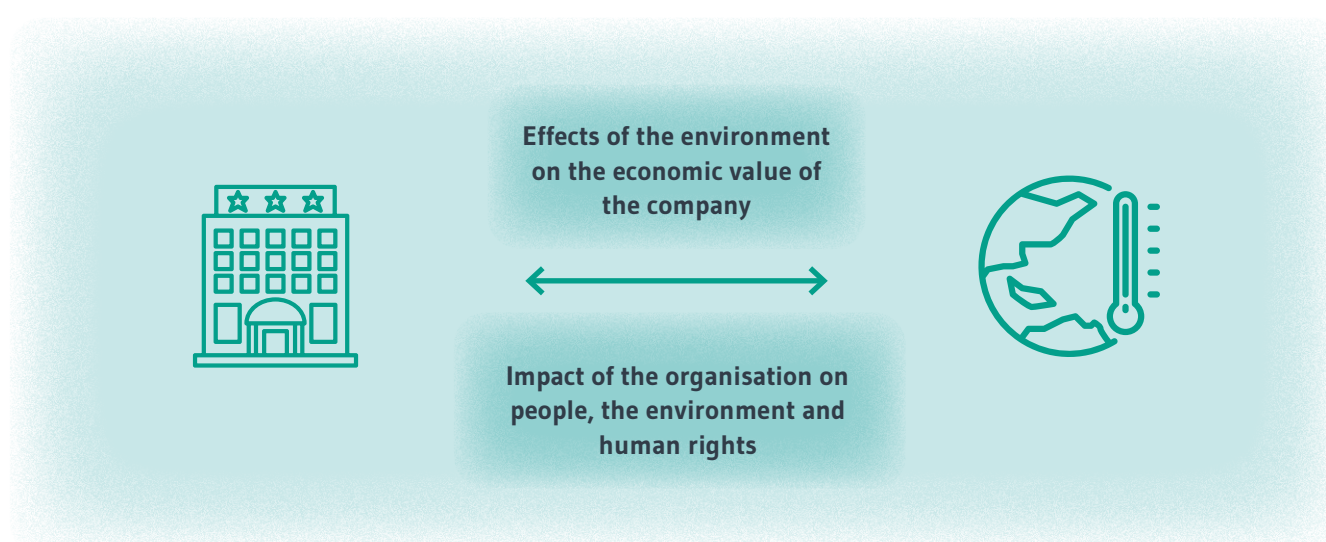 Effects of the environment
on the economic value of
the company
Impact of the organisation on
people, the environment and
human rights